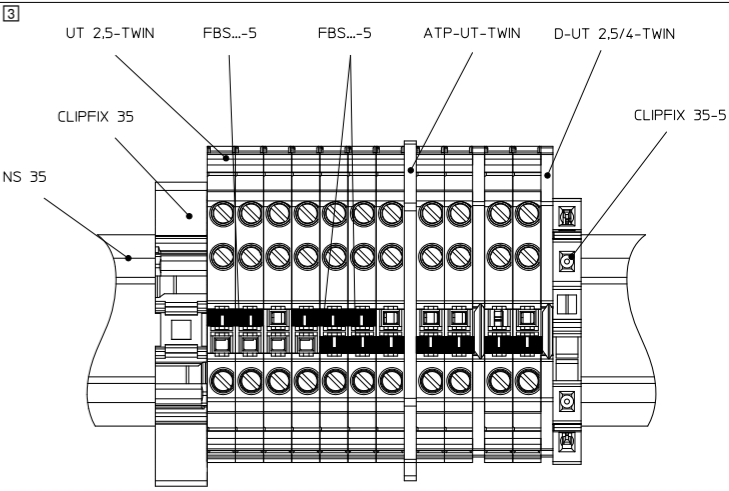 3
UT 2,5-TWIN
FBS...-5
FBS...-5
ATP-UT-TWIN
D-UT 2,5/4-TWIN
CLIPFIX 35
CLIPFIX 35-5
NS 35